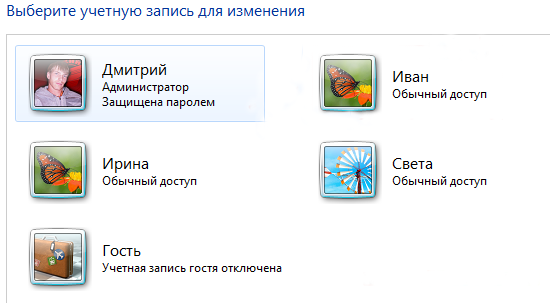 Выберите учетную запись для изменения
Дмитрий
Администратор
Защищена паролем
Иван
Обычный доступ
Ирина
Обычный доступ
Света
Обычный доступ
Гость
Учетная запись гостя отключена